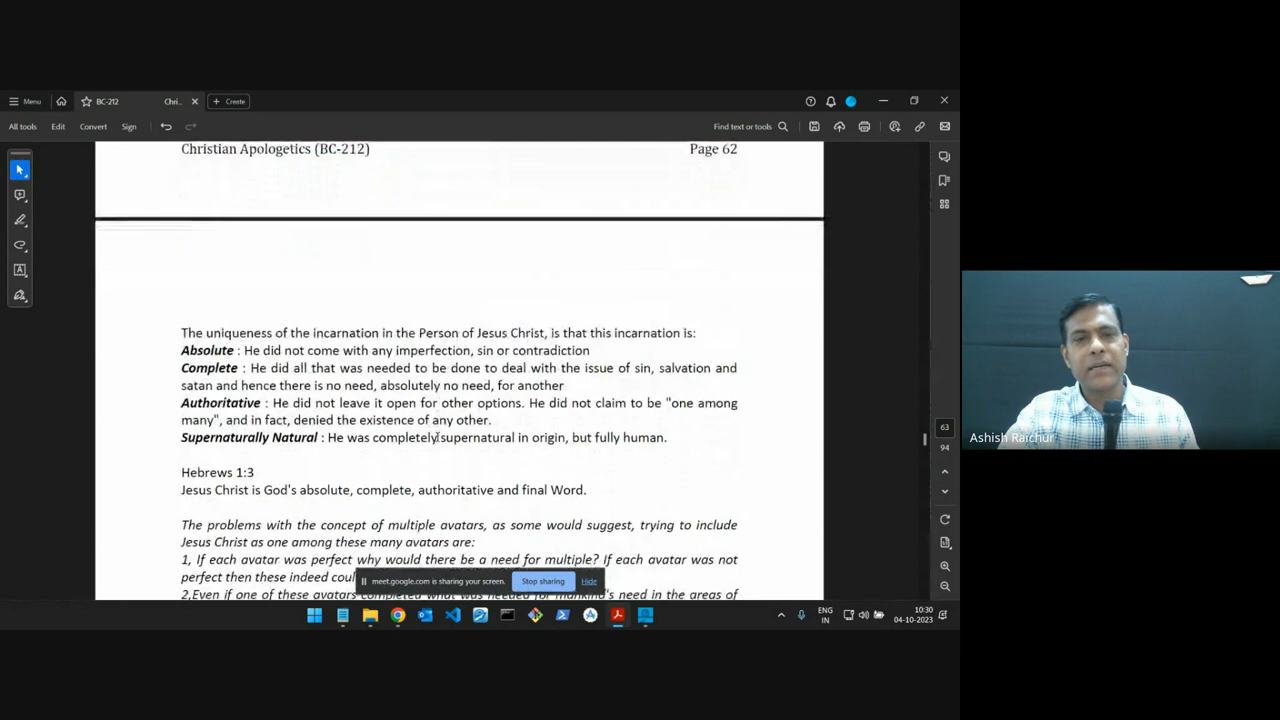 Menu
BC-212
Chri...
Create
All tools
Edit
Convert
Sign
Find text or tools
Christian Apologetics (BC-212)
Page 62
The uniqueness of the incarnation in the Person of Jesus Christ, is that this incarnation is:
Absolute : He did not come with any imperfection, sin or contradiction
Complete : He did all that was needed to be done to deal with the issue of sin, salvation and
satan and hence there is no need, absolutely no need, for another
Authoritative : He did not leave it open for other options. He did not claim to be "one among
many", and in fact, denied the existence of any other.
Supernaturally Natural : He was completely supernatural in origin, but fully human.
Hebrews 1:3
Jesus Christ is God's absolute, complete, authoritative and final Word.
The problems with the concept of multiple avatars, as some would suggest, trying to include
Jesus Christ as one among these many avatars are:
1, If each avatar was perfect why would there be a need for multiple? If each avatar was not
perfect then these indeed coul
2,Even if one of these avatars completed what was needed for mankind's need in the areas of
meet.google.com is sharing your screen.
Stop sharing
Hide
63
94
ENG
IN
10:30
04-10-2023
Ashish Raichur